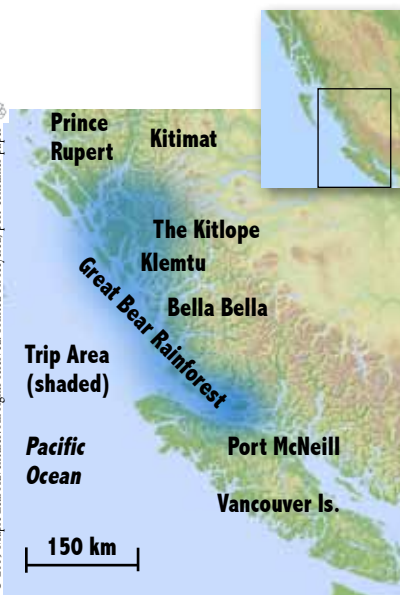 Prince
Rupert
Kitimat
The Kitlope
Klemtu
Great Bear Rainforest
Bella Bella
Trip Area
(shaded)
Pacific
Ocean
Port McNeill
Vancouver Is.
150 km